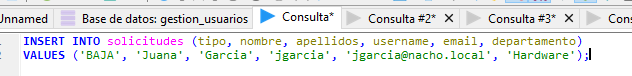 Unnamed Base de datos: gestion_usuarios Consulta* Consulta #2* Consulta #3*
INSERT INTO solicitudes (tipo, nombre, apellidos, username, email, departamento)
2 VALUES ('BAJA', 'Juana', 'Garcia', 'jgarcia', 'jgarcia@nacho.local', 'Hardware');